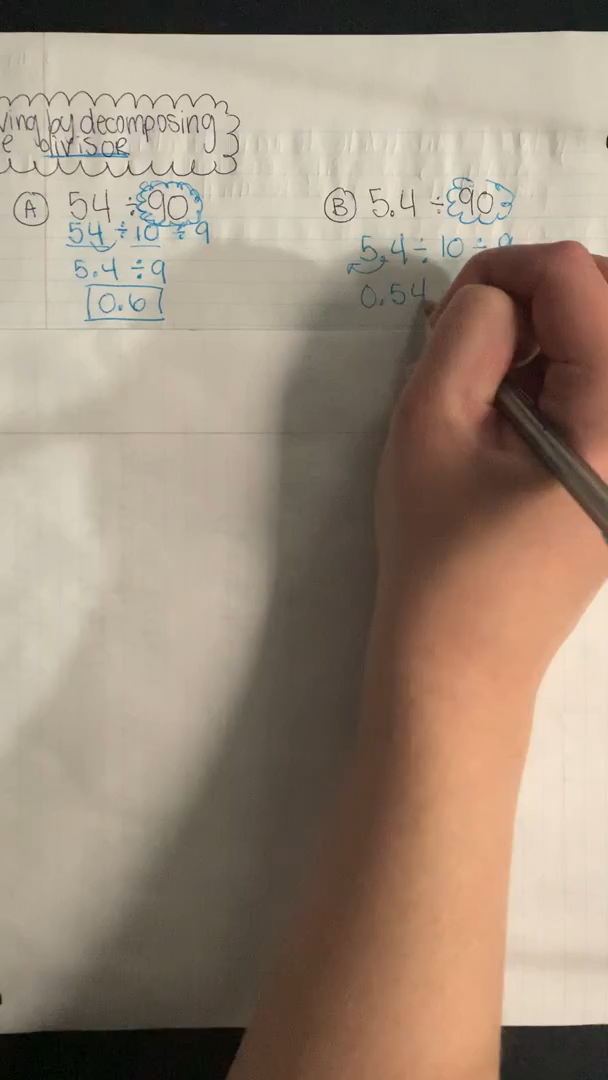 ving by decomposing
e divisor
A 54 ÷ 90
54 ÷ 10 ÷ 9
5.4 ÷ 9
0.6
B 5.4 ÷ 90
5.4 ÷ 10 ÷ 9
0.54